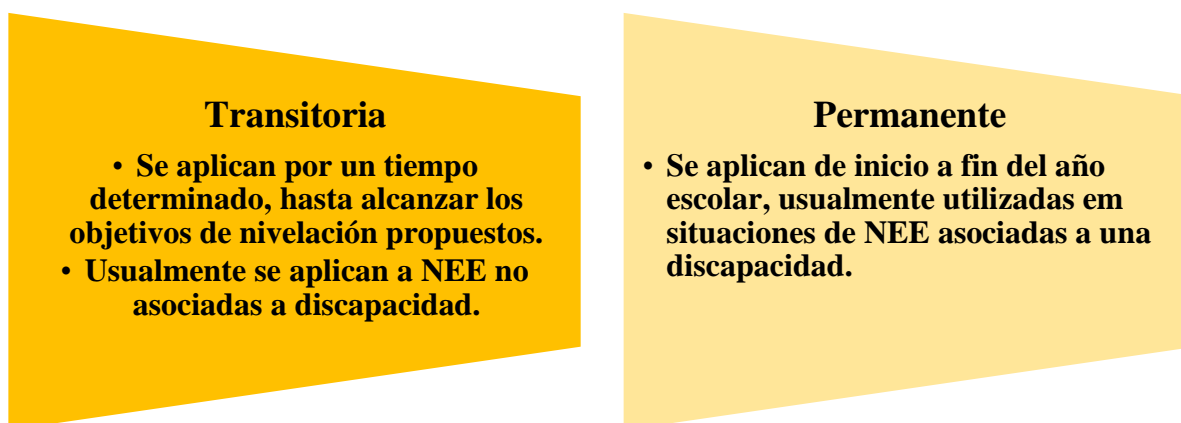 Transitoria
• Se aplican por un tiempo
determinado, hasta alcanzar los
objetivos de nivelación propuestos.
• Usualmente se aplican a NEE no
asociadas a discapacidad.
Permanente
• Se aplican de inicio a fin del año
escolar, usualmente utilizadas em
situaciones de NEE asociadas a una
discapacidad.